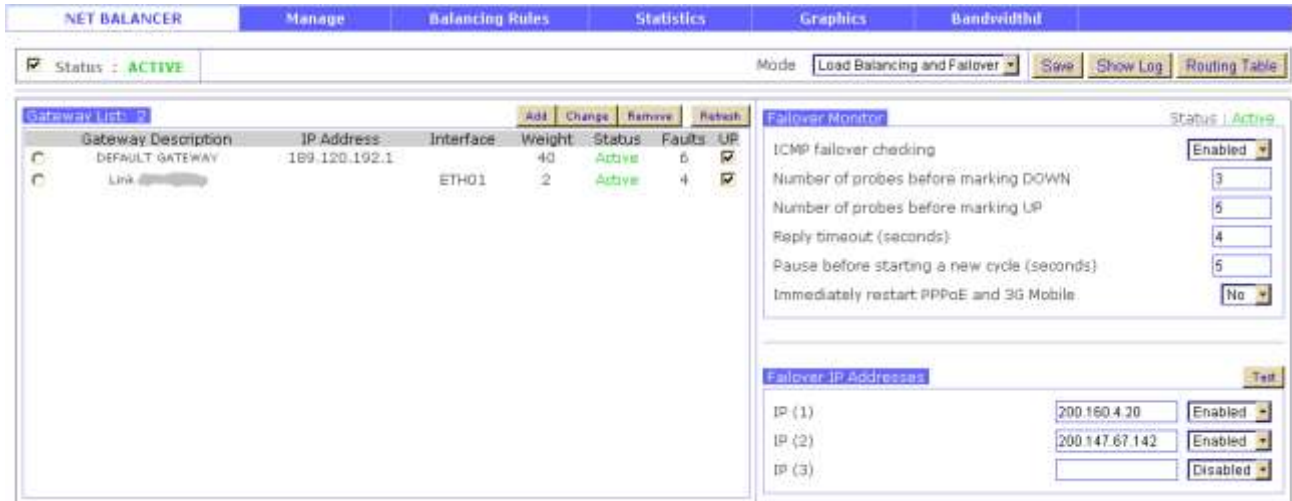 NET BALANCER Manage Balancing Rules Statistics Graphics Bandwidthd
Status : ACTIVE Mode Load Balancing and Failover Save Show Log Routing Table
Gateway List: 2 Add Change Remove Refresh
Gateway Description IP Address Interface Weight Status Faults UP
DEFAULT GATEWAY 189.120.192.1 40 Active 6
Link ETH01 2 Active 4
Failover Monitor Status : Active
ICMP failover checking Enabled
Number of probes before marking DOWN 3
Number of probes before marking UP 5
Reply timeout (seconds) 4
Pause before starting a new cycle (seconds) 5
Immediately restart PPPoE and 3G Mobile No
Failover IP Addresses Test
IP (1) 200.160.4.20 Enabled
IP (2) 200.147.67.142 Enabled
IP (3) Disabled